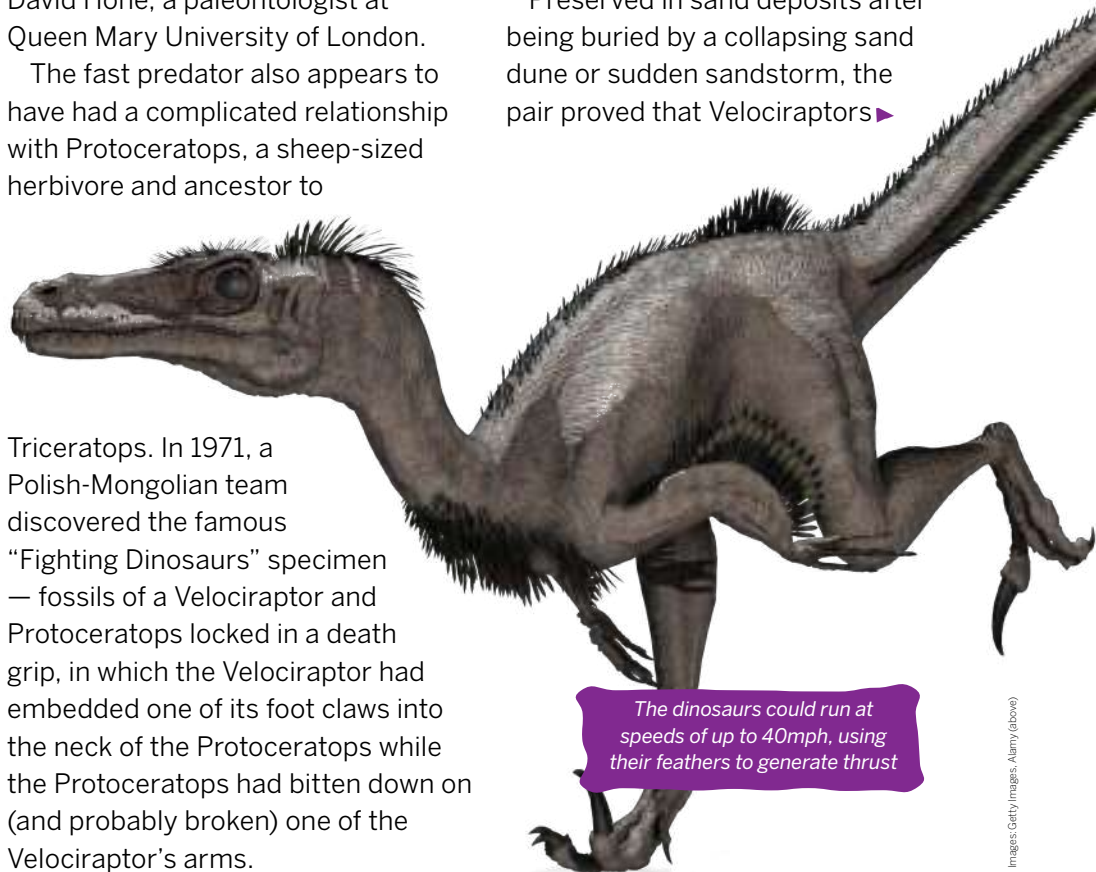 David Hone, a paleontologist at
Queen Mary University of London.
The fast predator also appears to
have had a complicated relationship
with Protoceratops, a sheep-sized
herbivore and ancestor to
Triceratops. In 1971, a
Polish-Mongolian team
discovered the famous
“Fighting Dinosaurs” specimen
— fossils of a Velociraptor and
Protoceratops locked in a death
grip, in which the Velociraptor had
embedded one of its foot claws into
the neck of the Protoceratops while
the Protoceratops had bitten down on
(and probably broken) one of the
Velociraptor’s arms.
Preserved in sand deposits after
being buried by a collapsing sand
dune or sudden sandstorm, the
pair proved that Velociraptors
The dinosaurs could run at
speeds of up to 40mph, using
their feathers to generate thrust
Images: Getty Images, Alamy (above)